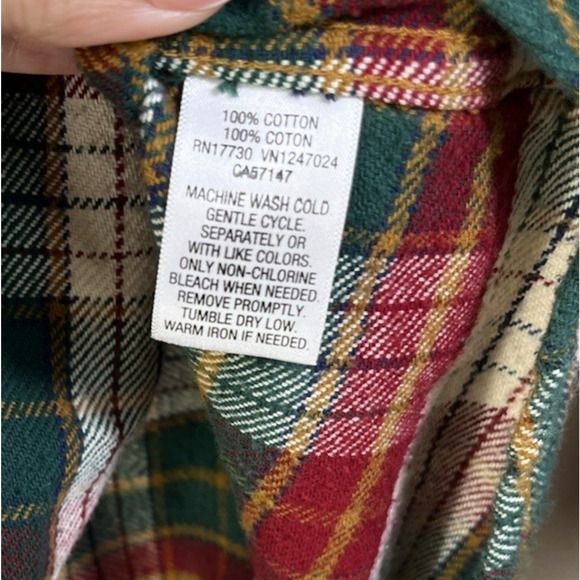 100% COTTON
100% COTON
RN17730 VN1247024
CA57147
MACHINE WASH COLD
GENTLE CYCLE.
SEPARATELY OR
WITH LIKE COLORS.
ONLY NON-CHLORINE
BLEACH WHEN NEEDED.
REMOVE PROMPTLY.
TUMBLE DRY LOW.
WARM IRON IF NEEDED.